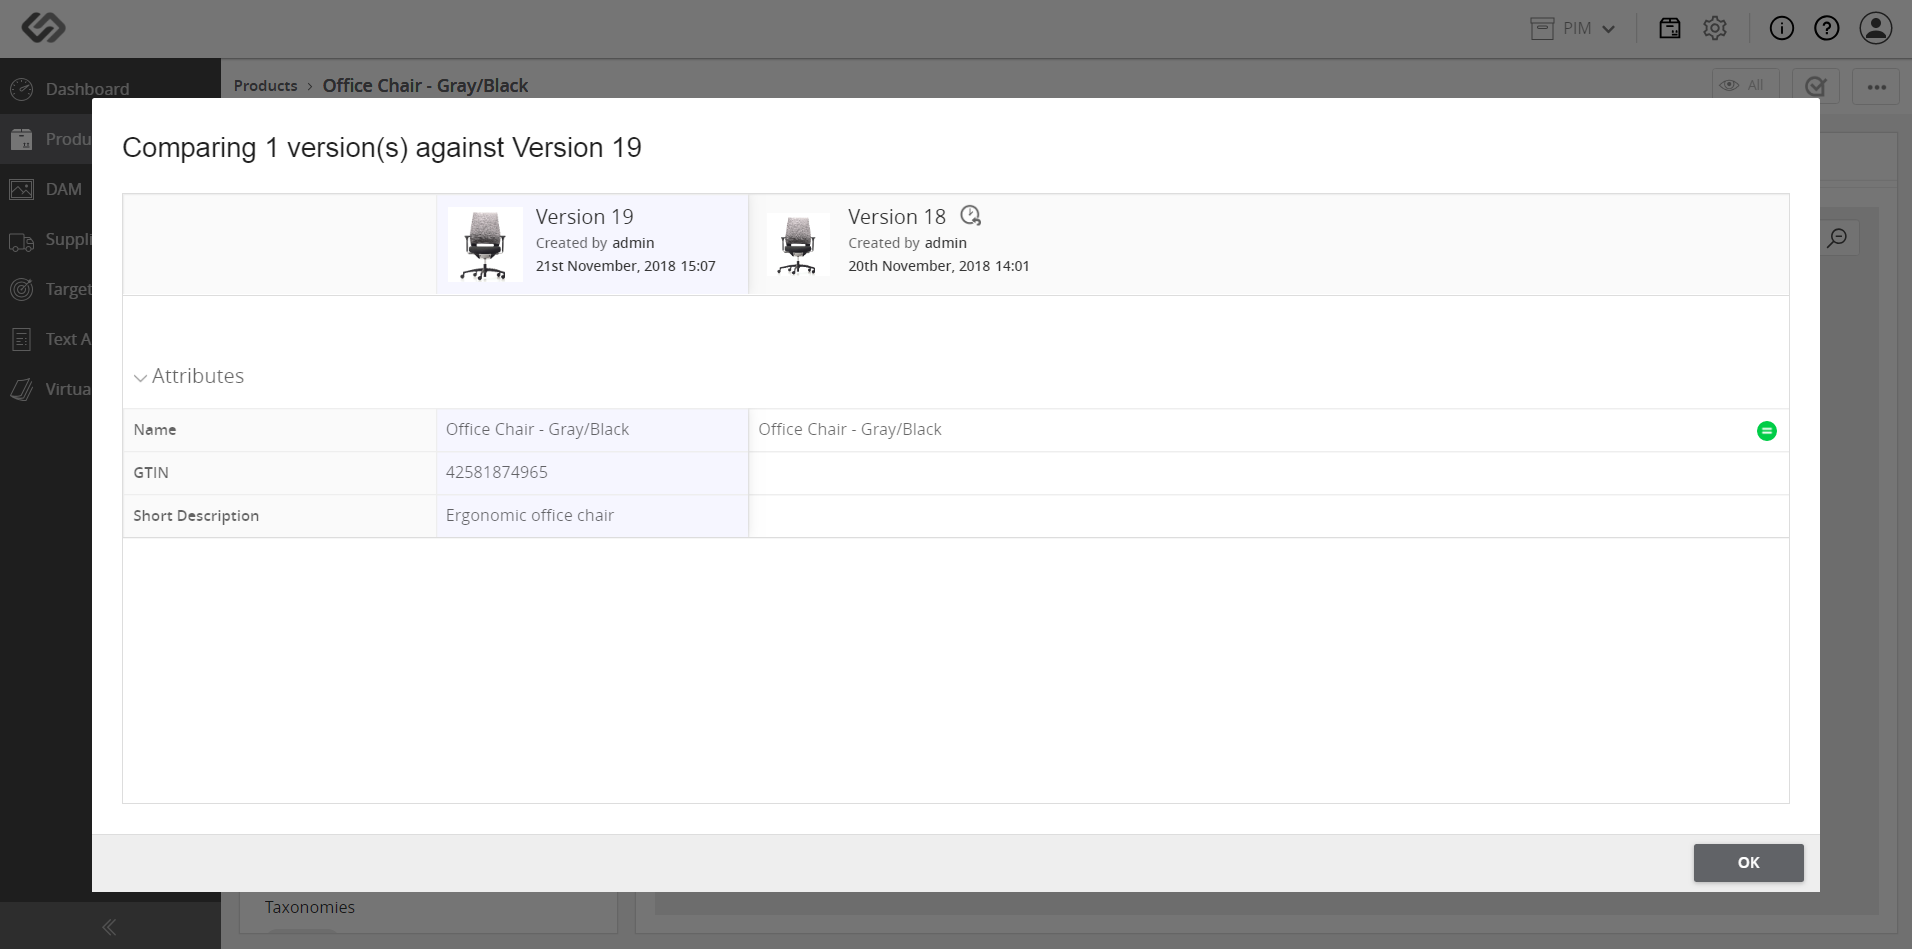 PIM
Dashboard
Products › Office Chair - Gray/Black
All
Produ
DAM
Suppli
Target
Text A
Virtua
Comparing 1 version(s) against Version 19
Version 19
Created by admin
21st November, 2018 15:07
Version 18
Created by admin
20th November, 2018 14:01
Attributes
Name
Office Chair - Gray/Black
Office Chair - Gray/Black
GTIN
42581874965
Short Description
Ergonomic office chair
OK
Taxonomies